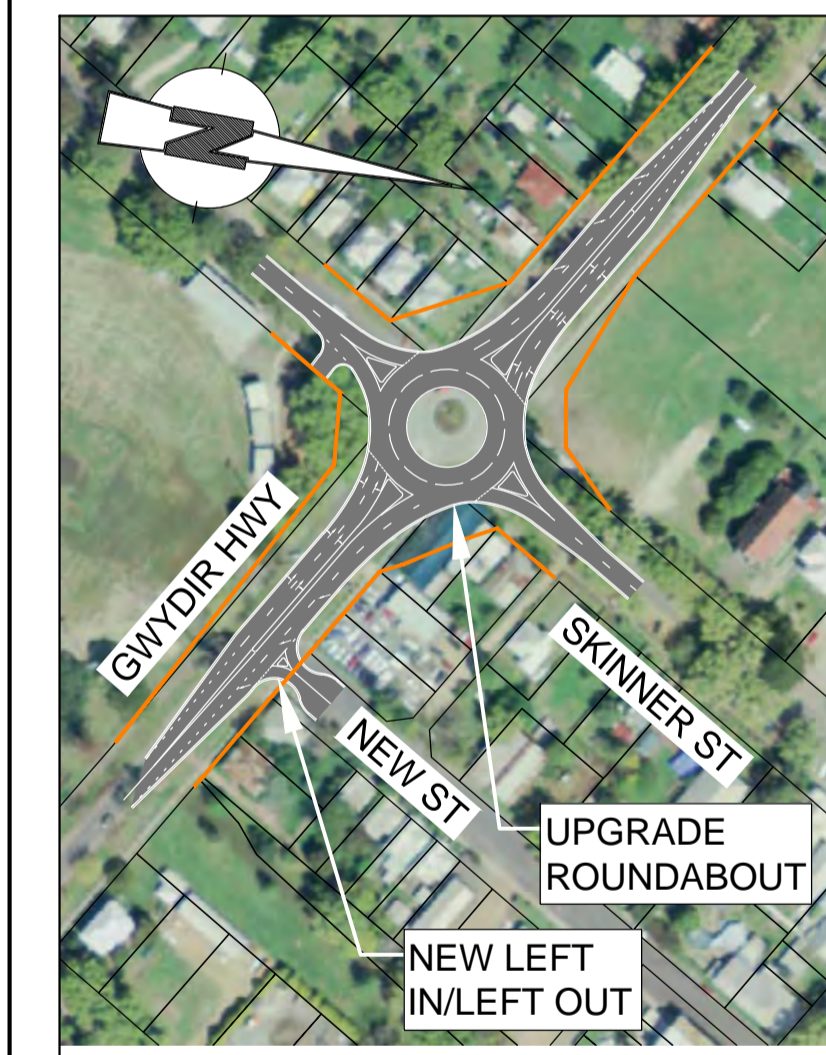 N
GWYDIR HWY
SKINNER ST
NEW ST
UPGRADE
ROUNDABOUT
NEW LEFT
IN/LEFT OUT